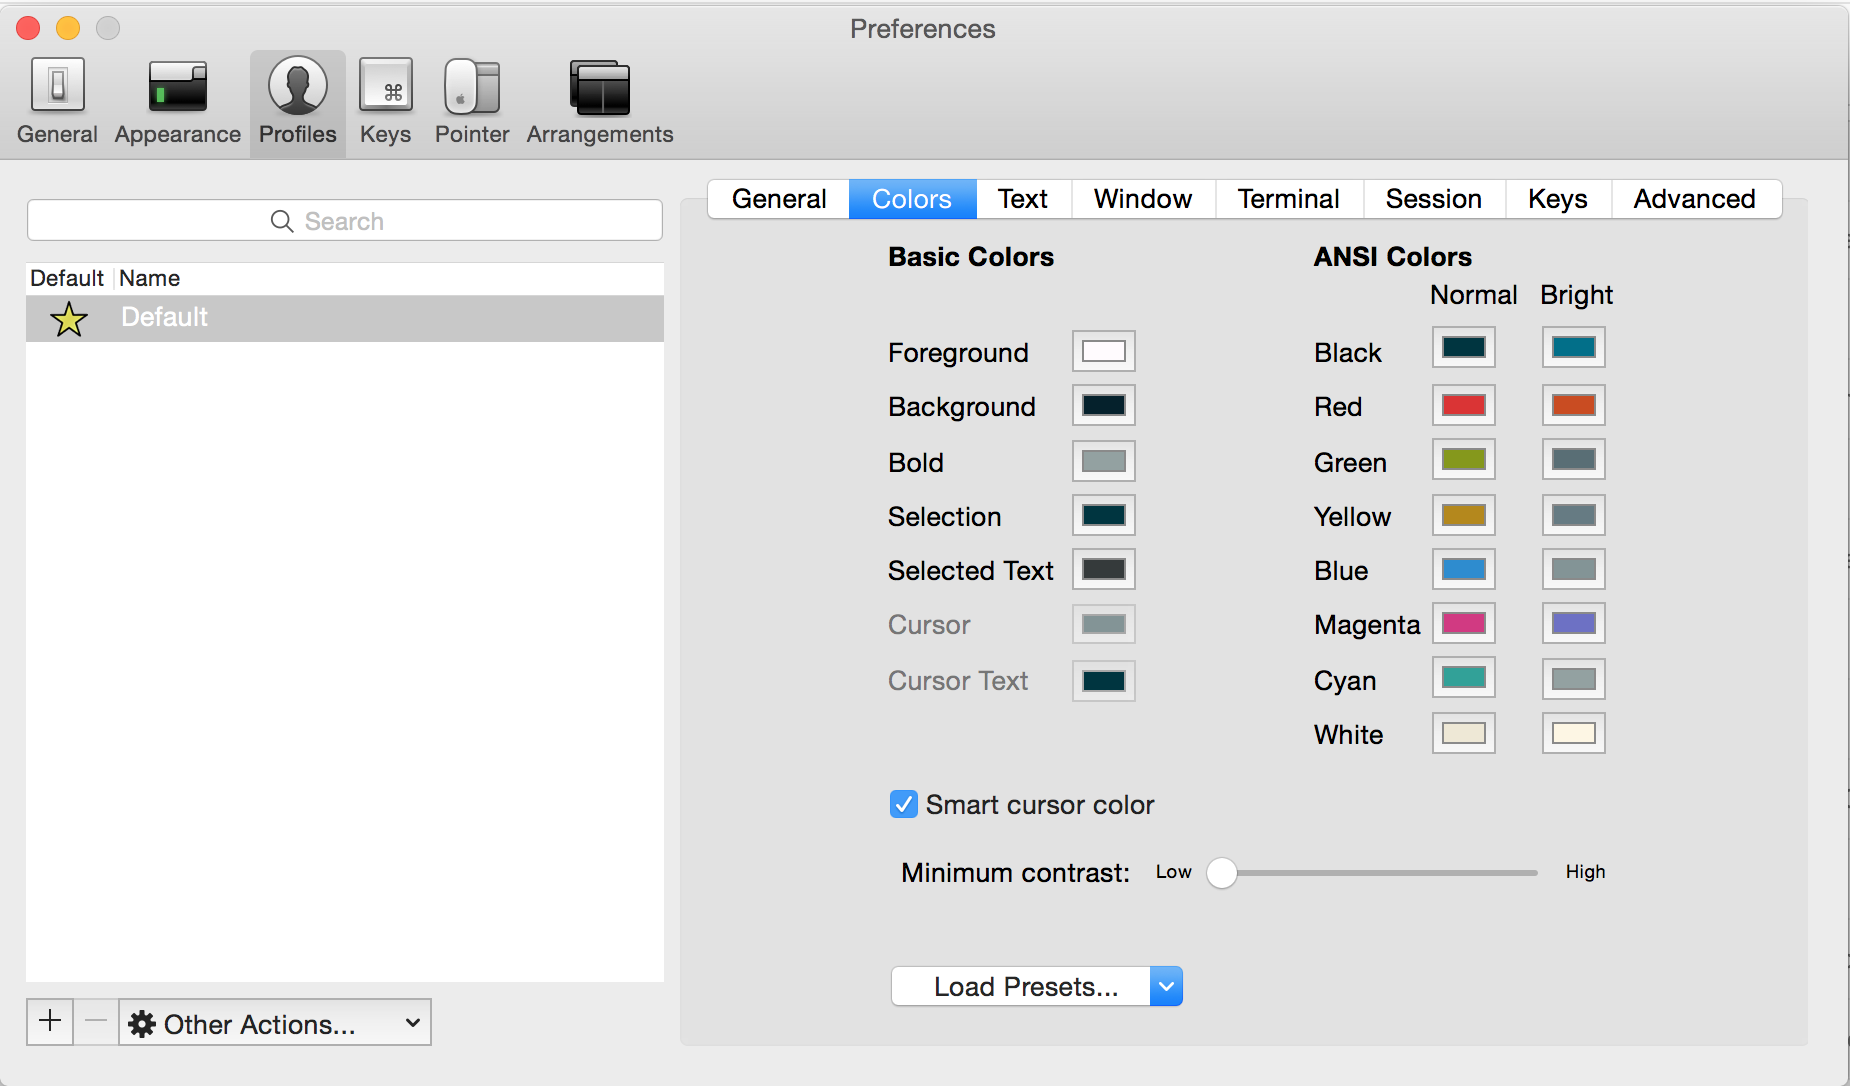 Preferences
General Appearance Profiles Keys Pointer Arrangements
Search
Default Name
Default
Other Actions...
General Colors Text Window Terminal Session Keys Advanced
Basic Colors
Foreground
Background
Bold
Selection
Selected Text
Cursor
Cursor Text
ANSI Colors
Normal Bright
Black
Red
Green
Yellow
Blue
Magenta
Cyan
White
Smart cursor color
Minimum contrast: Low High
Load Presets...